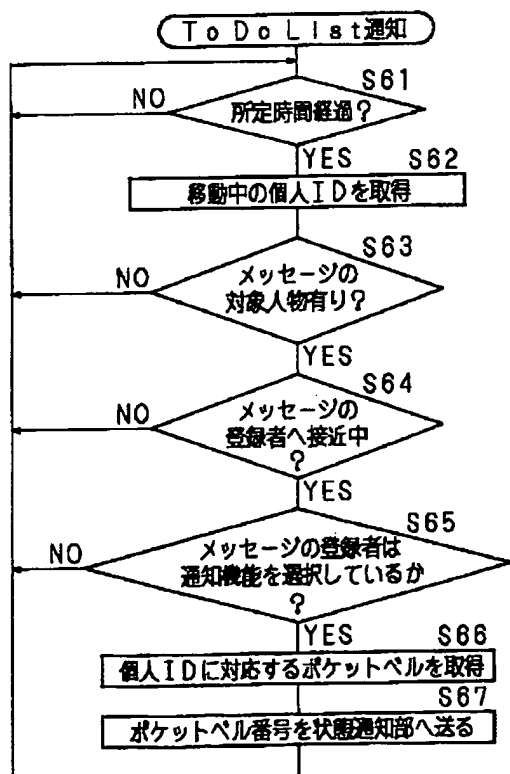 ToDoList通知
S61
NO
所定時間経過?
YES
S62
移動中の個人IDを取得
S63
NO
メッセージの
対象人物有り?
YES
S64
NO
メッセージの
登録者へ接近中
?
YES
S65
NO
メッセージの登録者は
通知機能を選択しているか
?
YES
S66
個人IDに対応するポケットベルを取得
S67
ポケットベル番号を状態通知部へ送る